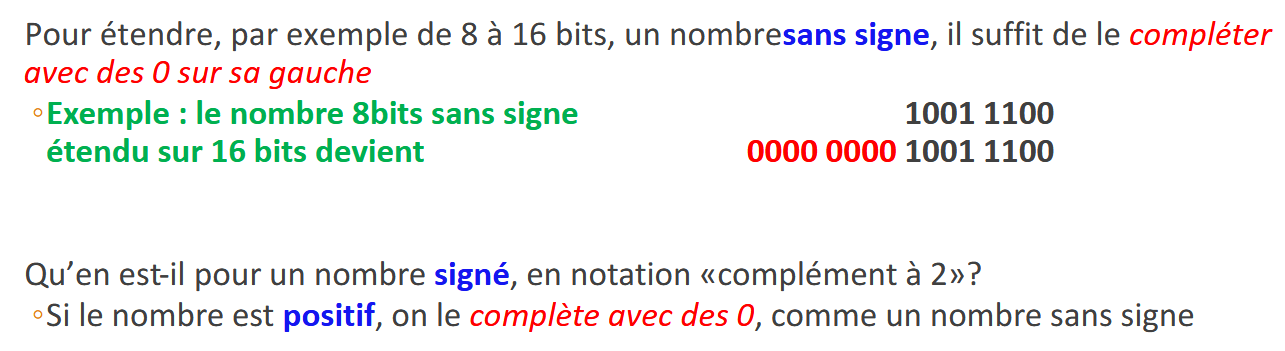 Pour étendre, par exemple de 8 à 16 bits, un nombresans signe, il suffit de le compléter
avec des 0 sur sa gauche
◦Exemple : le nombre 8bits sans signe 1001 1100
étendu sur 16 bits devient 0000 0000 1001 1100
Qu’en est-il pour un nombre signé, en notation «complément à 2»?
◦Si le nombre est positif, on le complète avec des 0, comme un nombre sans signe